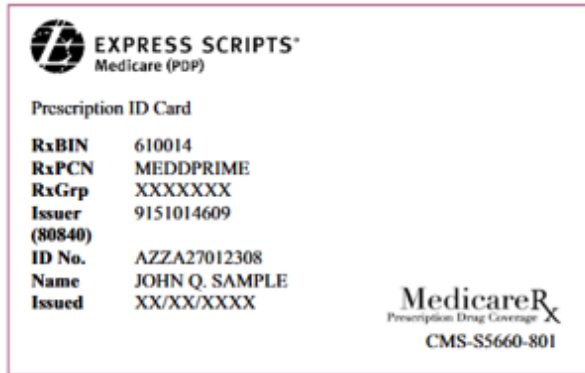 EXPRESS SCRIPTS®
Medicare (PDP)
Prescription ID Card
RxBIN 610014
RxPCN MEDDPRIME
RxGrp XXXXXXX
Issuer 9151014609
(80840)
ID No. AZZA27012308
Name JOHN Q. SAMPLE
Issued XX/XX/XXXX
MedicareRx
Prescription Drug Coverage
CMS-S5660-801